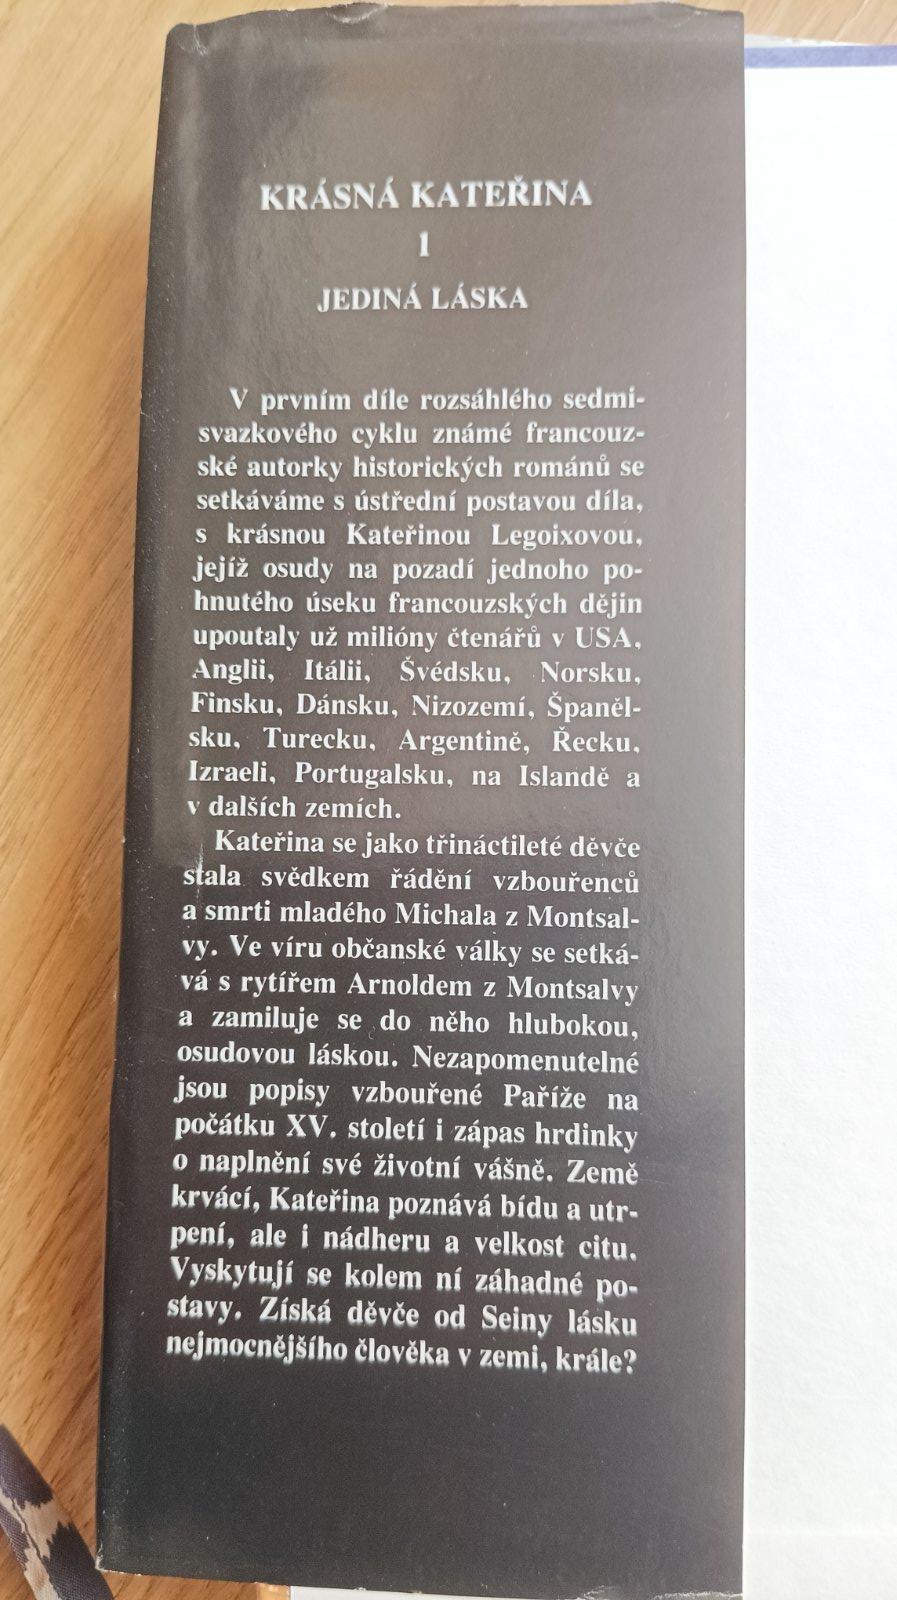 KRÁSNÁ KATEŘINA
1
JEDINÁ LÁSKA
V prvním díle rozsáhlého sedmi-
svazkového cyklu známé francouz-
ské autorky historických románů se
setkáváme s ústřední postavou díla,
s krásnou Kateřinou Legoixovou,
jejíž osudy na pozadí jednoho po-
hnutého úseku francouzských dějin
upoutaly už milióny čtenářů v USA,
Anglii, Itálii, Švédsku, Norsku,
Finsku, Dánsku, Nizozemí, Španěl-
sku, Turecku, Argentině, Řecku,
Izraeli, Portugalsku, na Islandě a
v dalších zemích.
Kateřina se jako třináctileté děvče
stala svědkem řádění vzbouřenců
a smrti mladého Michala z Montsal-
vy. Ve víru občanské války se setká-
vá s rytířem Arnoldem z Montsalvy
a zamiluje se do něho hlubokou,
osudovou láskou. Nezapomenutelné
jsou popisy vzbouřené Paříže na
počátku XV. století i zápas hrdinky
o naplnění své životní vášně. Země
krvácí, Kateřina poznává bídu a utr-
pení, ale i nádheru a velkost citu.
Vyskytují se kolem ní záhadné po-
stavy. Získá děvče od Seiny lásku
nejmocnějšího člověka v zemi, krále?